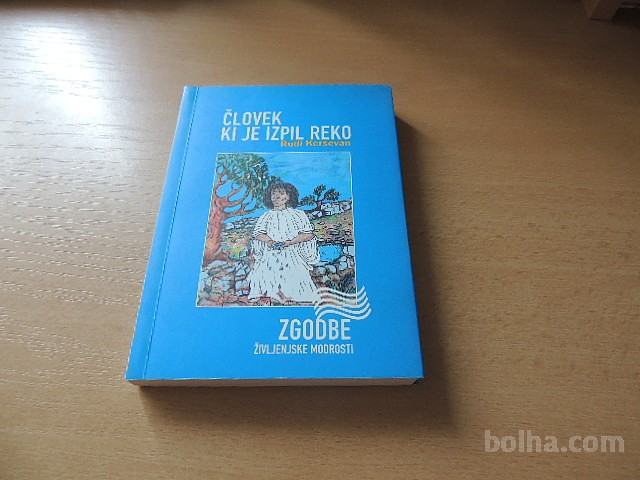 ČLOVEK
KI JE IZPIL REKO
Rudi Kerševan
ZGODBE
ŽIVLJENJSKE MODROSTI
bolha.com